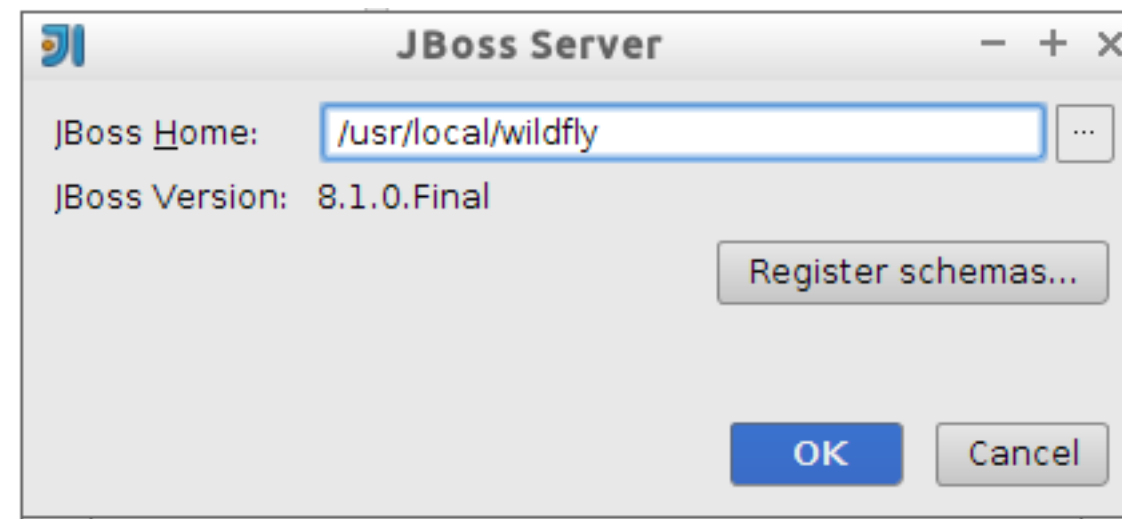 JBoss Server
JBoss Home: /usr/local/wildfly ...
JBoss Version: 8.1.0.Final
Register schemas...
OK Cancel